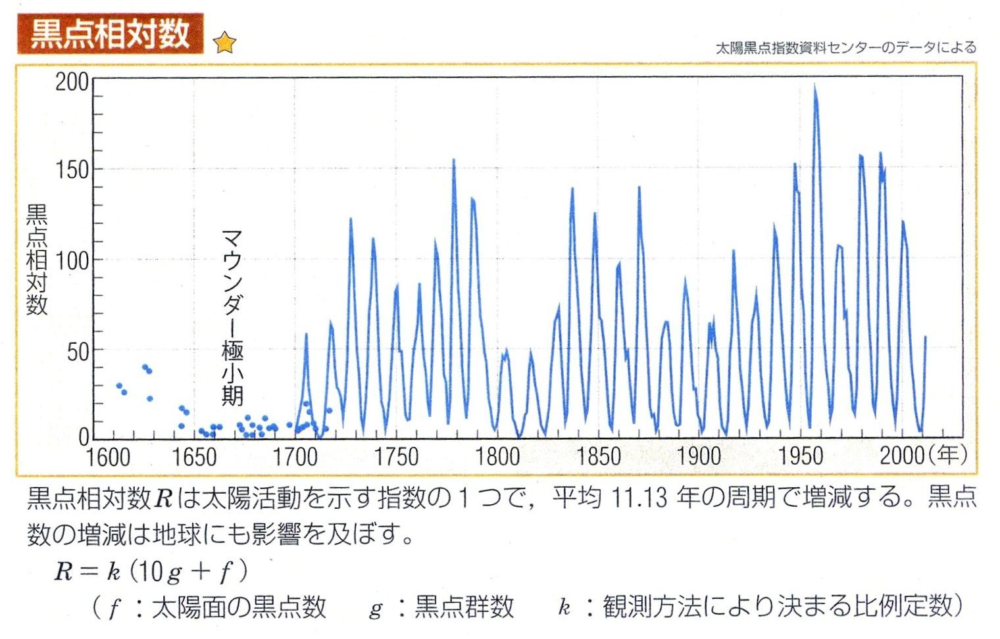 黒点相対数
太陽黒点指数資料センターのデータによる
200
150
100
50
0
黒点相対数
マウンダー極小期
1600 1650 1700 1750 1800 1850 1900 1950 2000(年)
黒点相対数Rは太陽活動を示す指数の1つで，平均 11.13 年の周期で増減する。黒点
数の増減は地球にも影響を及ぼす。
R = k (10g + f)
(f：太陽面の黒点数 g：黒点群数 k：観測方法により決まる比例定数)